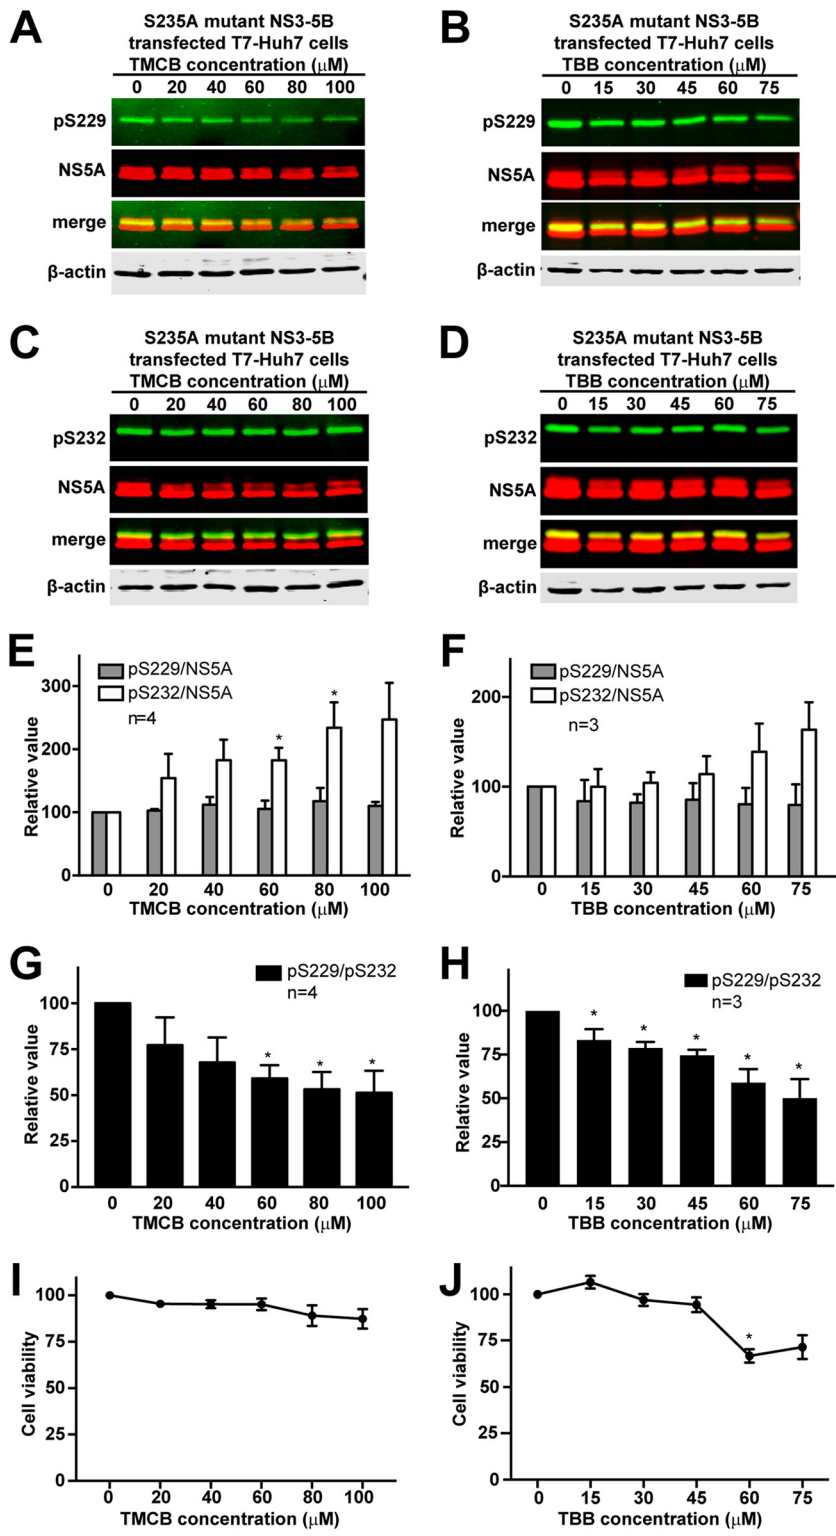 A
S235A mutant NS3-5B
transfected T7-Huh7 cells
TMCB concentration (μM)
0 20 40 60 80 100
pS229
NS5A
merge
β-actin
B
S235A mutant NS3-5B
transfected T7-Huh7 cells
TBB concentration (μM)
0 15 30 45 60 75
pS229
NS5A
merge
β-actin
C
S235A mutant NS3-5B
transfected T7-Huh7 cells
TMCB concentration (μM)
0 20 40 60 80 100
pS232
NS5A
merge
β-actin
D
S235A mutant NS3-5B
transfected T7-Huh7 cells
TBB concentration (μM)
0 15 30 45 60 75
pS232
NS5A
merge
β-actin
E
pS229/NS5A
pS232/NS5A
n=4
Relative value
300
200
100
0
* *
0 20 40 60 80 100
TMCB concentration (μM)
F
pS229/NS5A
pS232/NS5A
n=3
Relative value
200
100
0
0 15 30 45 60 75
TBB concentration (μM)
G
pS229/pS232
n=4
Relative value
100
75
50
25
0
* * *
0 20 40 60 80 100
TMCB concentration (μM)
H
pS229/pS232
n=3
Relative value
100
75
50
25
0
* * * * *
0 15 30 45 60 75
TBB concentration (μM)
I
Cell viability
100
75
50
25
0
0 20 40 60 80 100
TMCB concentration (μM)
J
Cell viability
100
75
50
25
0
*
0 15 30 45 60 75
TBB concentration (μM)